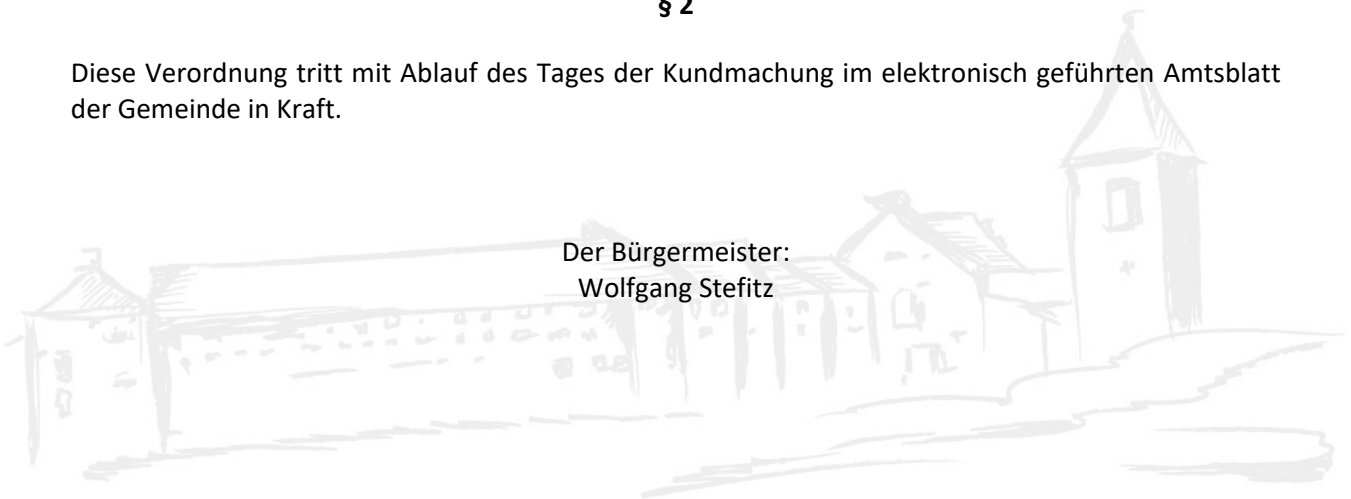 § 2
Diese Verordnung tritt mit Ablauf des Tages der Kundmachung im elektronisch geführten Amtsblatt
der Gemeinde in Kraft.
Der Bürgermeister:
Wolfgang Stefitz